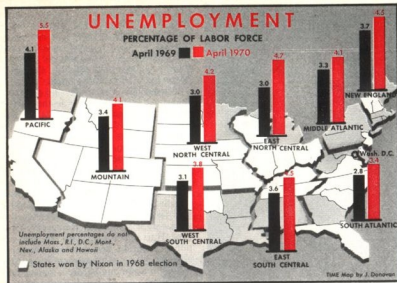 UNEMPLOYMENT
PERCENTAGE OF LABOR FORCE
April 1969 April 1970
4.1 5.5
PACIFIC
3.4 4.1
MOUNTAIN
3.0 4.2
WEST
NORTH CENTRAL
3.0 4.7
EAST
NORTH CENTRAL
3.3 4.1
MIDDLE ATLANTIC
3.7 4.5
NEW ENGLAND
Wash. D.C.
3.1 3.8
WEST
SOUTH CENTRAL
3.6 4.5
EAST
SOUTH CENTRAL
2.8 3.4
SOUTH ATLANTIC
Unemployment percentages do not
include Mass., R.I., D.C., Mont.,
Nev., Alaska and Hawaii
States won by Nixon in 1968 election
TIME Map by J. Donovan